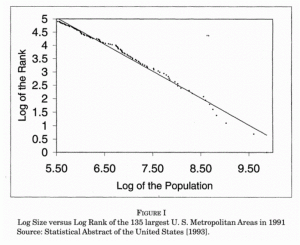 Log of the Rank
5
4.5
4
3.5
3
2.5
2
1.5
1
0.5
0
5.50 6.50 7.50 8.50 9.50
Log of the Population
FIGURE I
Log Size versus Log Rank of the 135 largest U. S. Metropolitan Areas in 1991
Source: Statistical Abstract of the United States [1993].